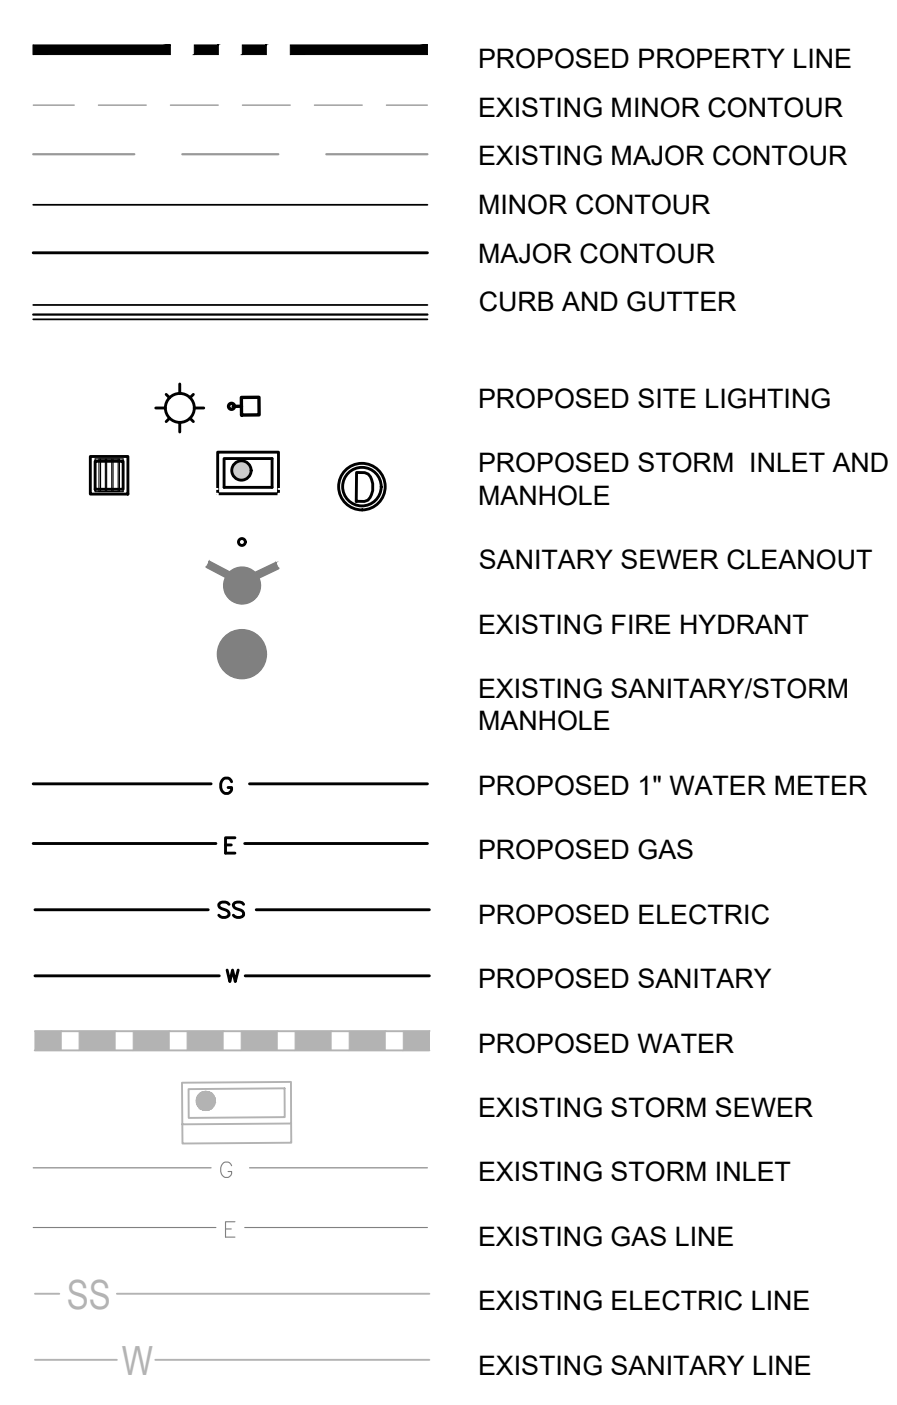 PROPOSED PROPERTY LINE
EXISTING MINOR CONTOUR
EXISTING MAJOR CONTOUR
MINOR CONTOUR
MAJOR CONTOUR
CURB AND GUTTER
PROPOSED SITE LIGHTING
PROPOSED STORM INLET AND
MANHOLE
D
SANITARY SEWER CLEANOUT
EXISTING FIRE HYDRANT
EXISTING SANITARY/STORM
MANHOLE
G PROPOSED 1" WATER METER
E PROPOSED GAS
SS PROPOSED ELECTRIC
W PROPOSED SANITARY
PROPOSED WATER
EXISTING STORM SEWER
G EXISTING STORM INLET
E EXISTING GAS LINE
SS EXISTING ELECTRIC LINE
W EXISTING SANITARY LINE